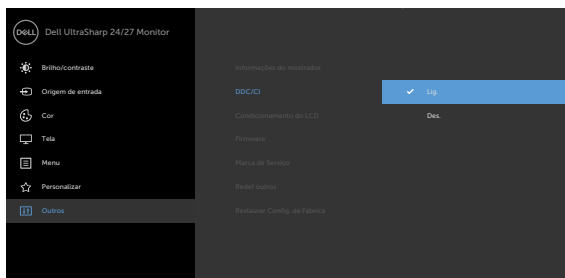 DELL
Dell UltraSharp 24/27 Monitor
Brilho/contraste
Origem de entrada
Cor
Tela
Menu
Personalizar
Outros
Informações do mostrador
DDC/CI
Condicionamento do LCD
Firmware
Marca de Serviço
Redef outros
Restaurar Config. de Fábrica
Lig.
Des.